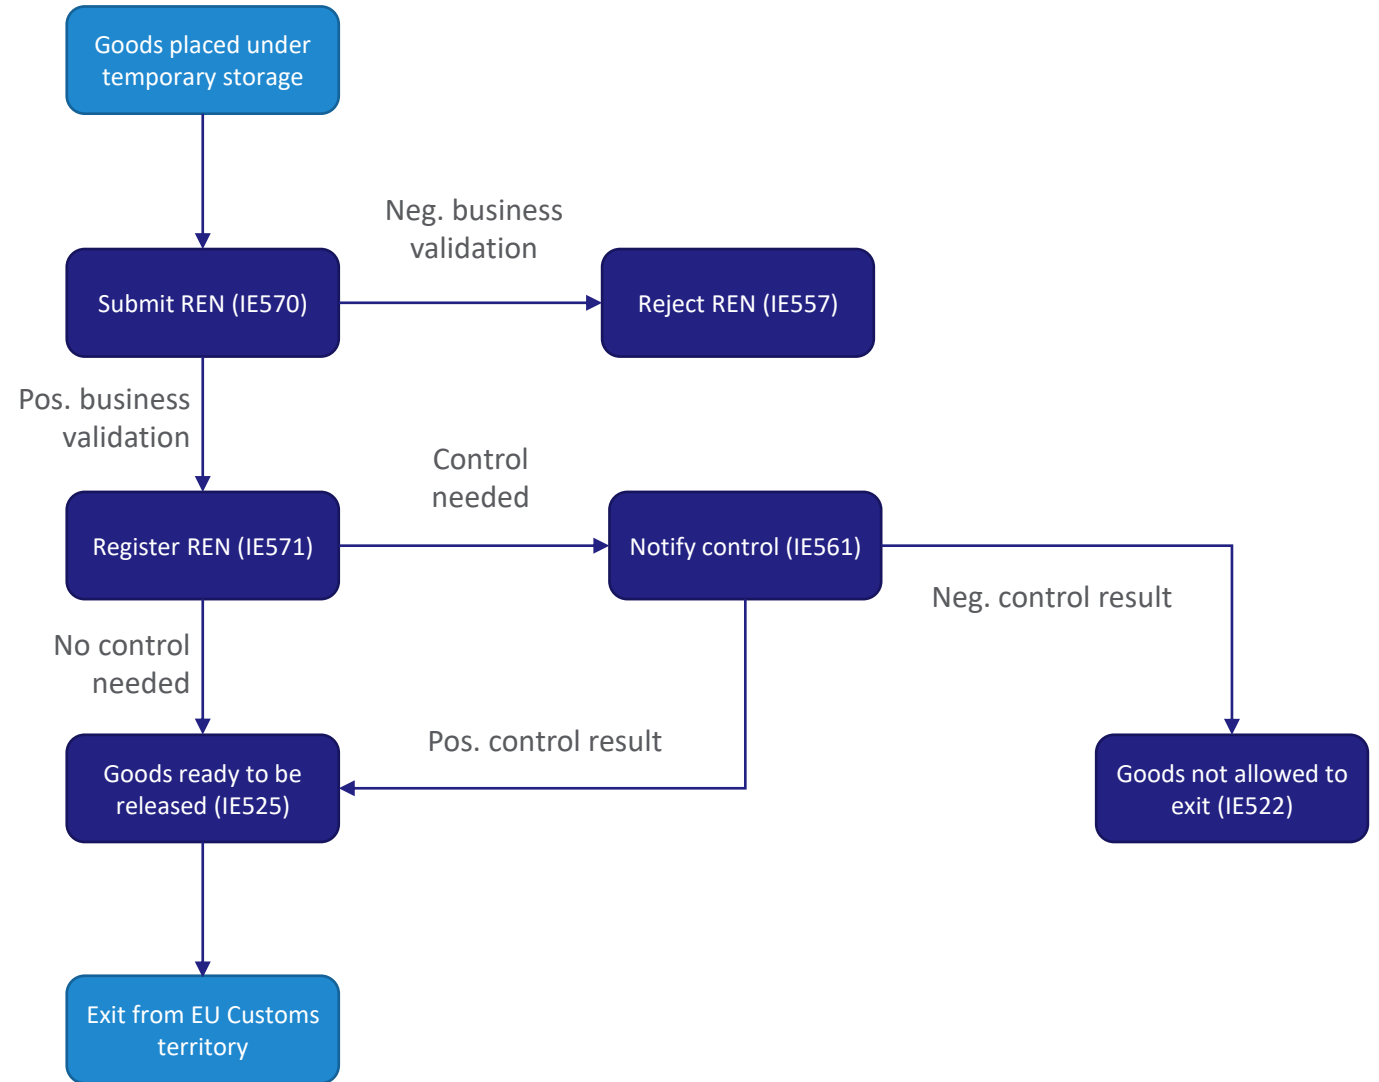 Goods placed under
temporary storage
Neg. business
validation
Submit REN (IE570)
Reject REN (IE557)
Pos. business
validation
Control
needed
Register REN (IE571)
Notify control (IE561)
Neg. control result
No control
needed
Pos. control result
Goods ready to be
released (IE525)
Goods not allowed to
exit (IE522)
Exit from EU Customs
territory